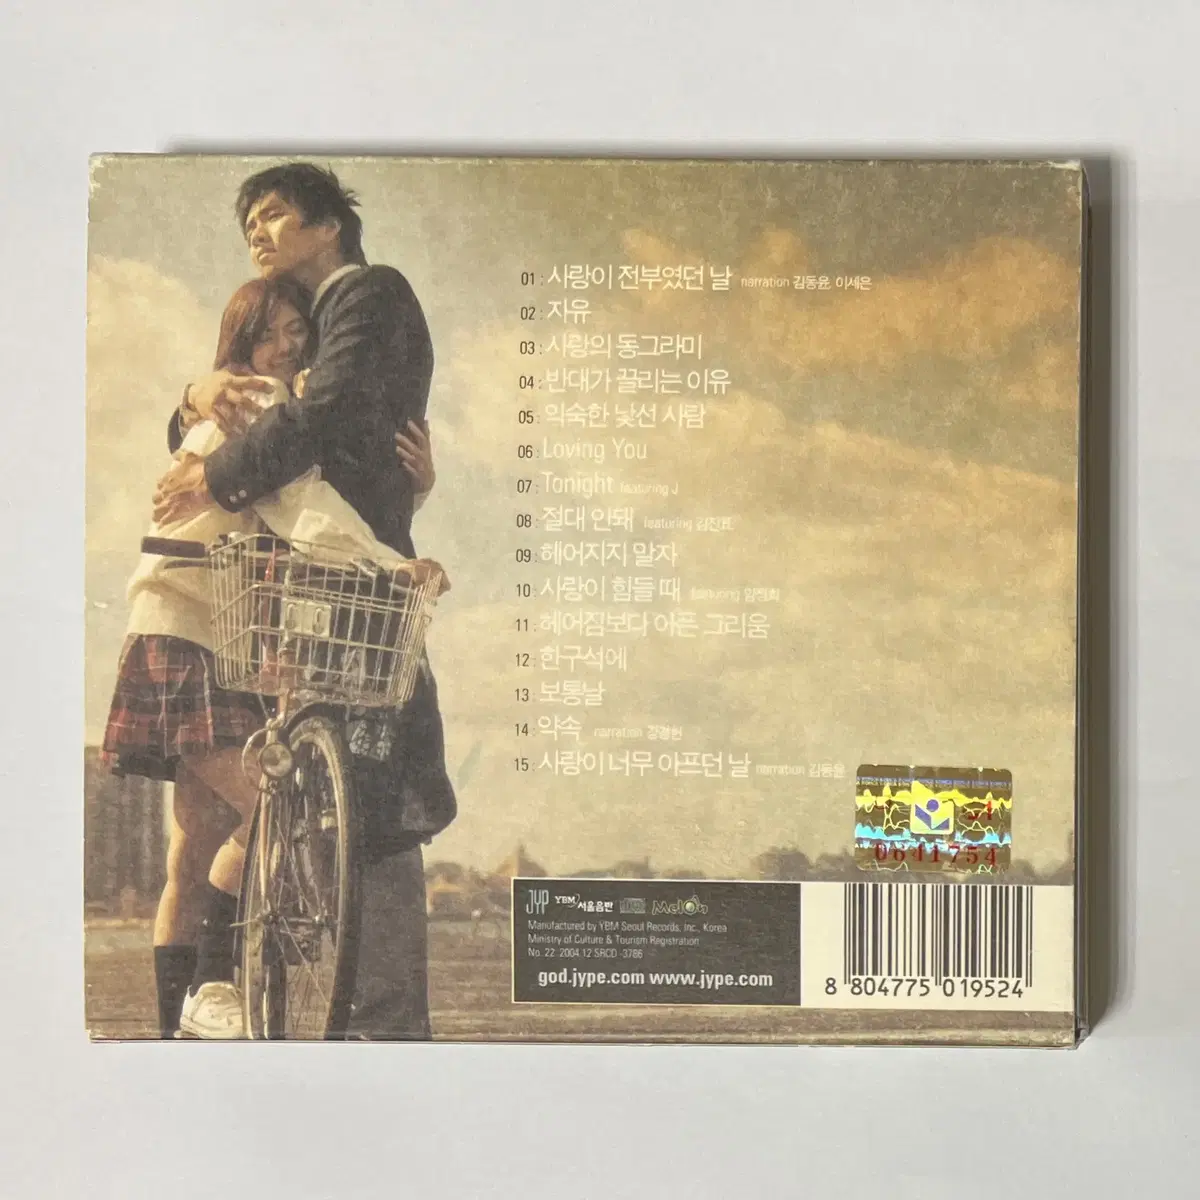 01 : 사랑이 전부였던 날 narration 김동윤, 이세은
02 : 자유
03 : 사랑의 동그라미
04 : 반대가 끌리는 이유
05 : 익숙한 낯선 사람
06 : Loving You
07 : Tonight featuring J
08 : 절대 안돼 featuring 김진표
09 : 헤어지지 말자
10 : 사랑이 힘들 때 featuring 임정희
11 : 헤어짐보다 아픈 그리움
12 : 한구석에
13 : 보통날
14 : 약속 narration 강경헌
15 : 사랑이 너무 아프던 날 narration 김동윤
0641754
JYP YBM 서울음반 Melon
Manufactured by YBM Seoul Records, Inc., Korea
Ministry of Culture & Tourism Registration
No. 22. 2004.12 SRCD -3786
god.jype.com www.jype.com
8 804775 019524